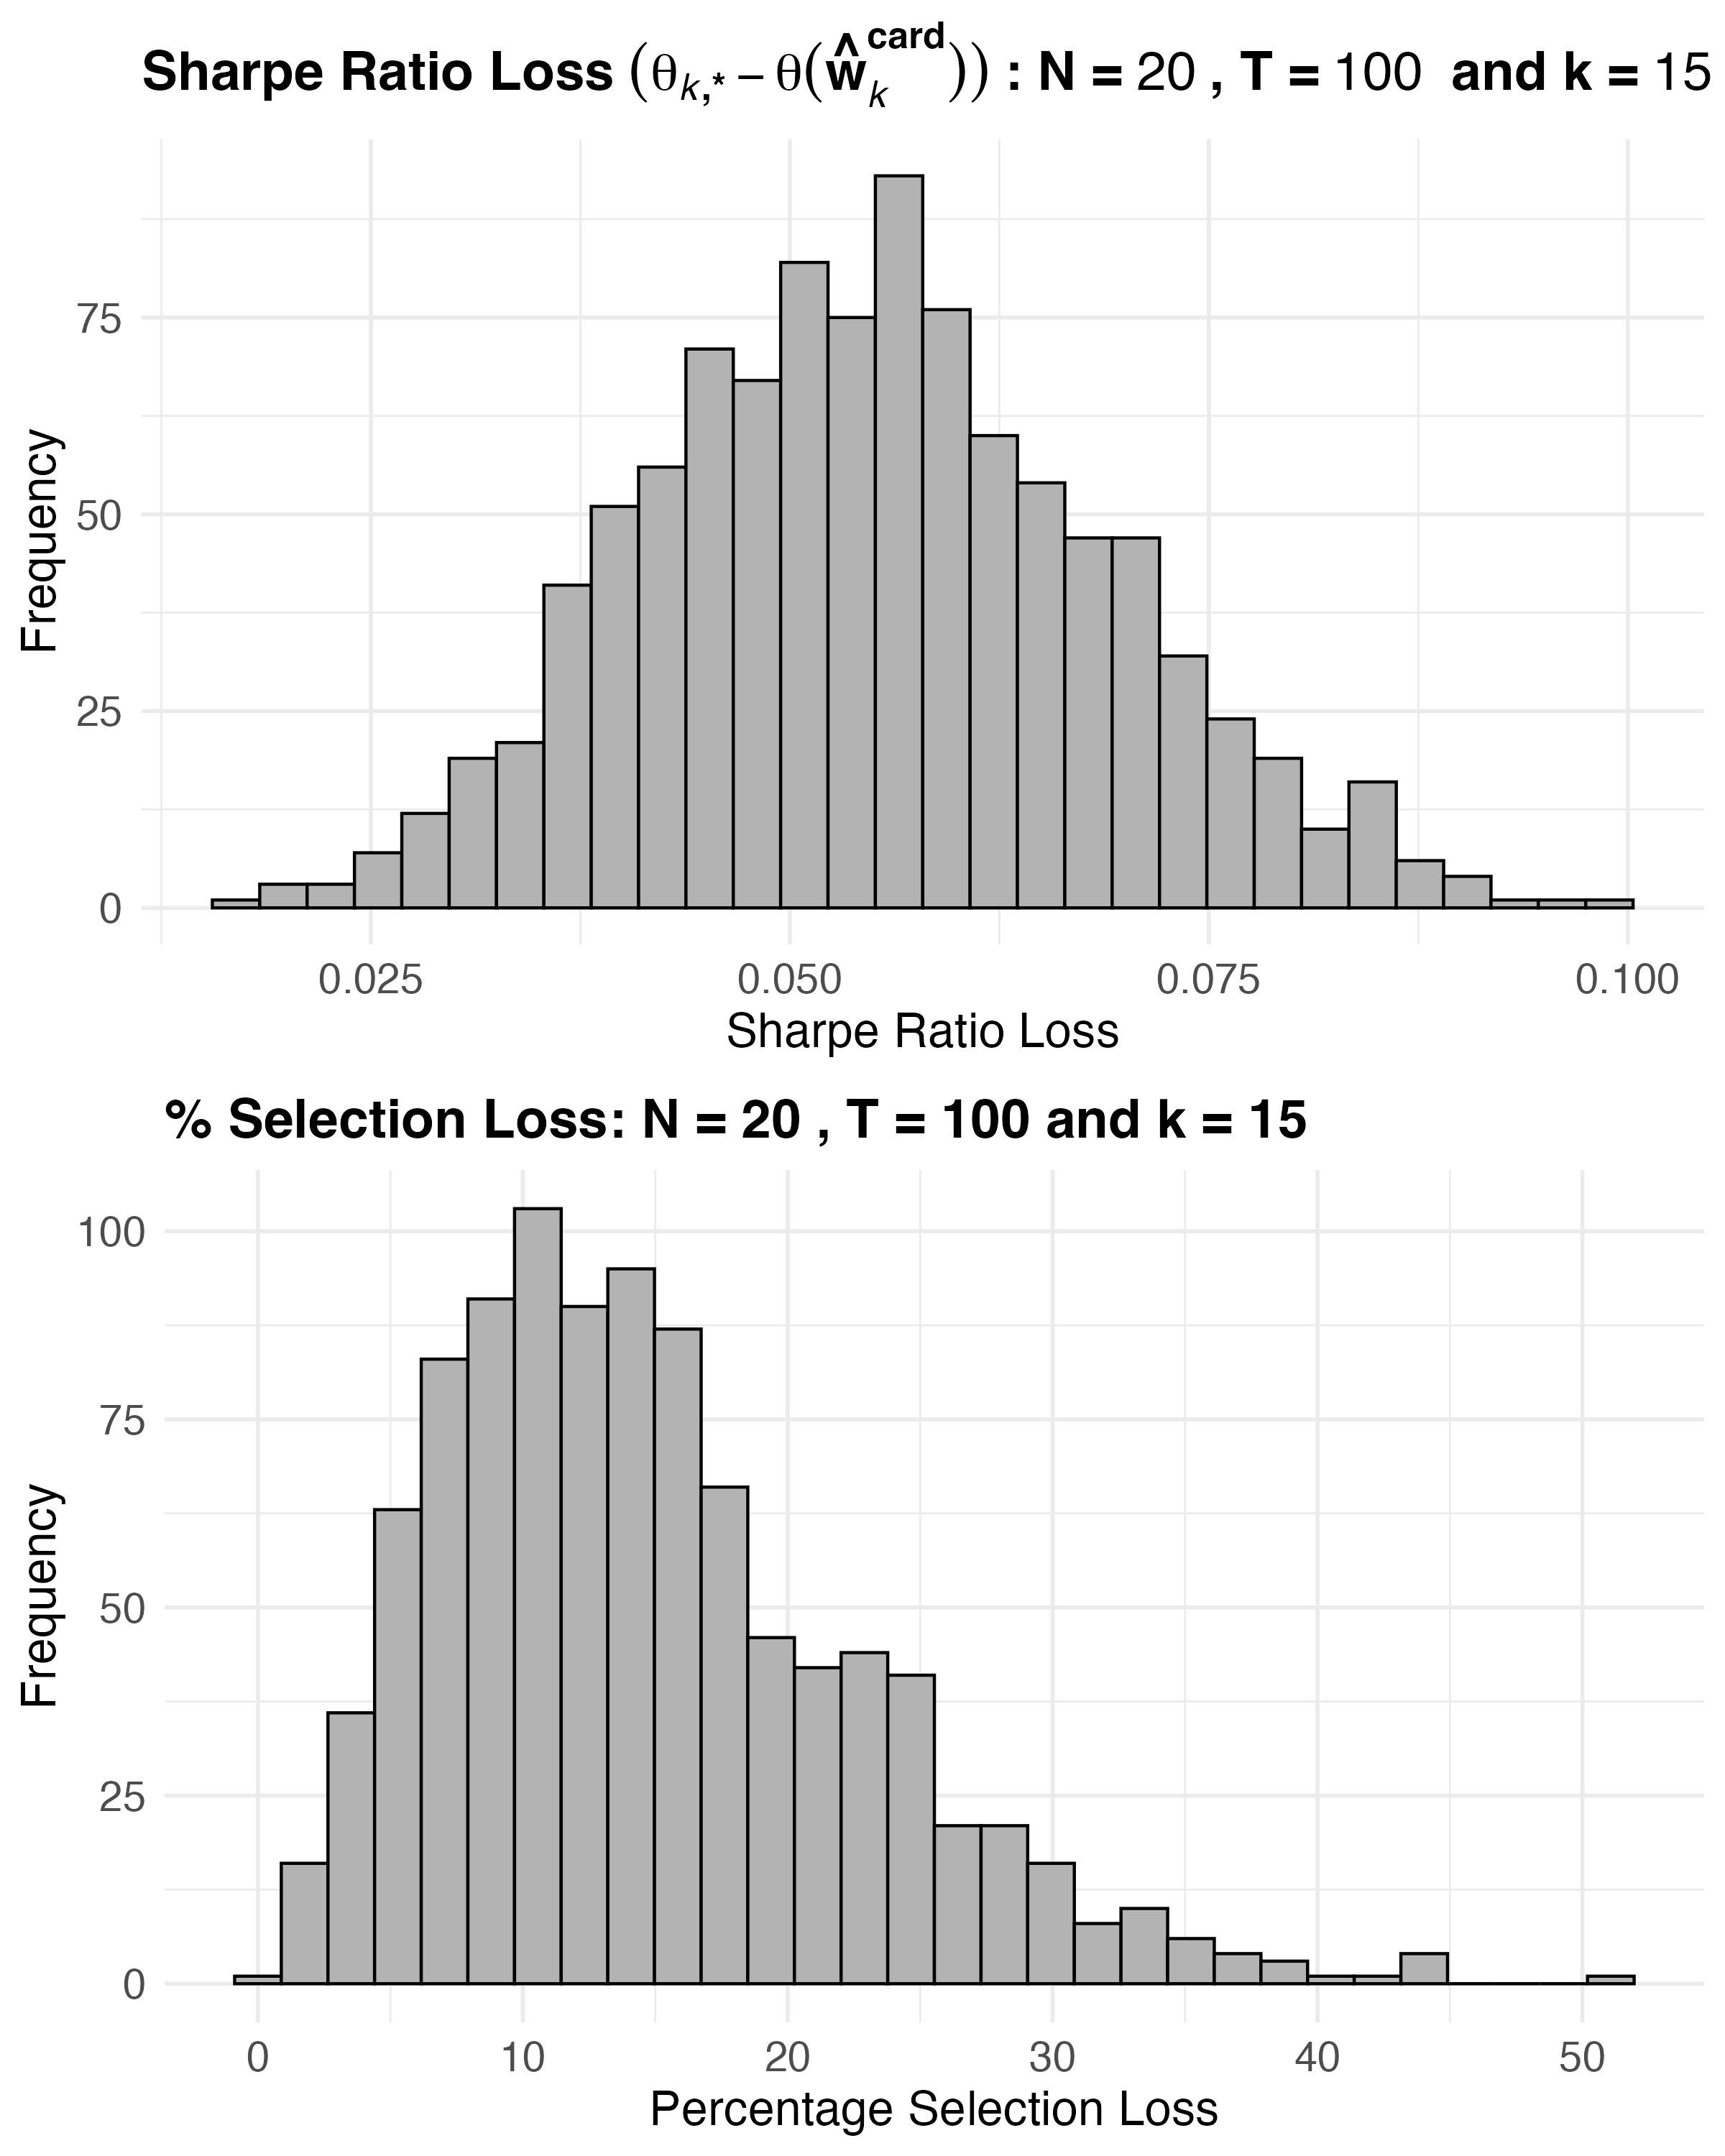 Sharpe Ratio Loss (θk,* − θ(ŵk^card)) : N = 20 , T = 100 and k = 15
75
50
25
0
Frequency
0.025 0.050 0.075 0.100
Sharpe Ratio Loss
% Selection Loss: N = 20 , T = 100 and k = 15
100
75
50
25
0
Frequency
0 10 20 30 40 50
Percentage Selection Loss